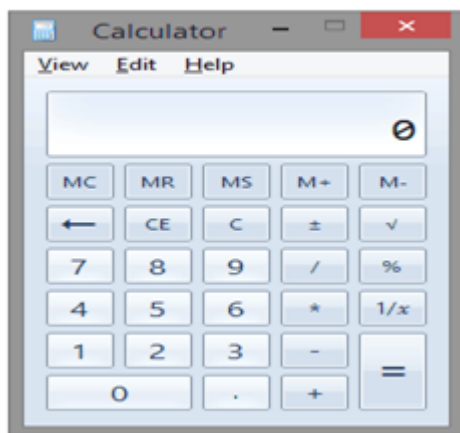 Calculator
View Edit Help
0
MC MR MS M+ M-
← CE C ± √
7 8 9 / %
4 5 6 * 1/x
1 2 3 - =
0 . +